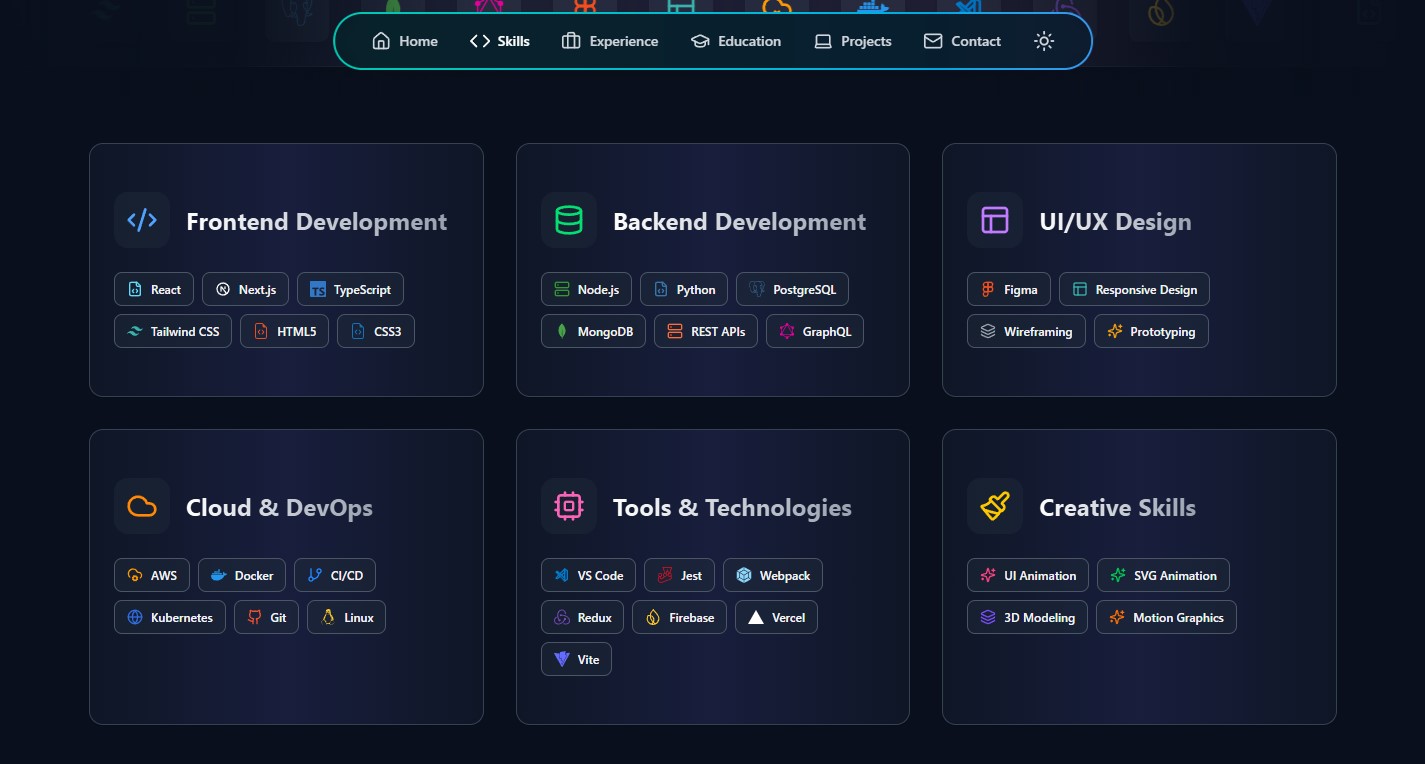 Home Skills Experience Education Projects Contact
Frontend Development
React Next.js TypeScript
Tailwind CSS HTML5 CSS3
Backend Development
Node.js Python PostgreSQL
MongoDB REST APIs GraphQL
UI/UX Design
Figma Responsive Design
Wireframing Prototyping
Cloud & DevOps
AWS Docker CI/CD
Kubernetes Git Linux
Tools & Technologies
VS Code Jest Webpack
Redux Firebase Vercel
Vite
Creative Skills
UI Animation SVG Animation
3D Modeling Motion Graphics